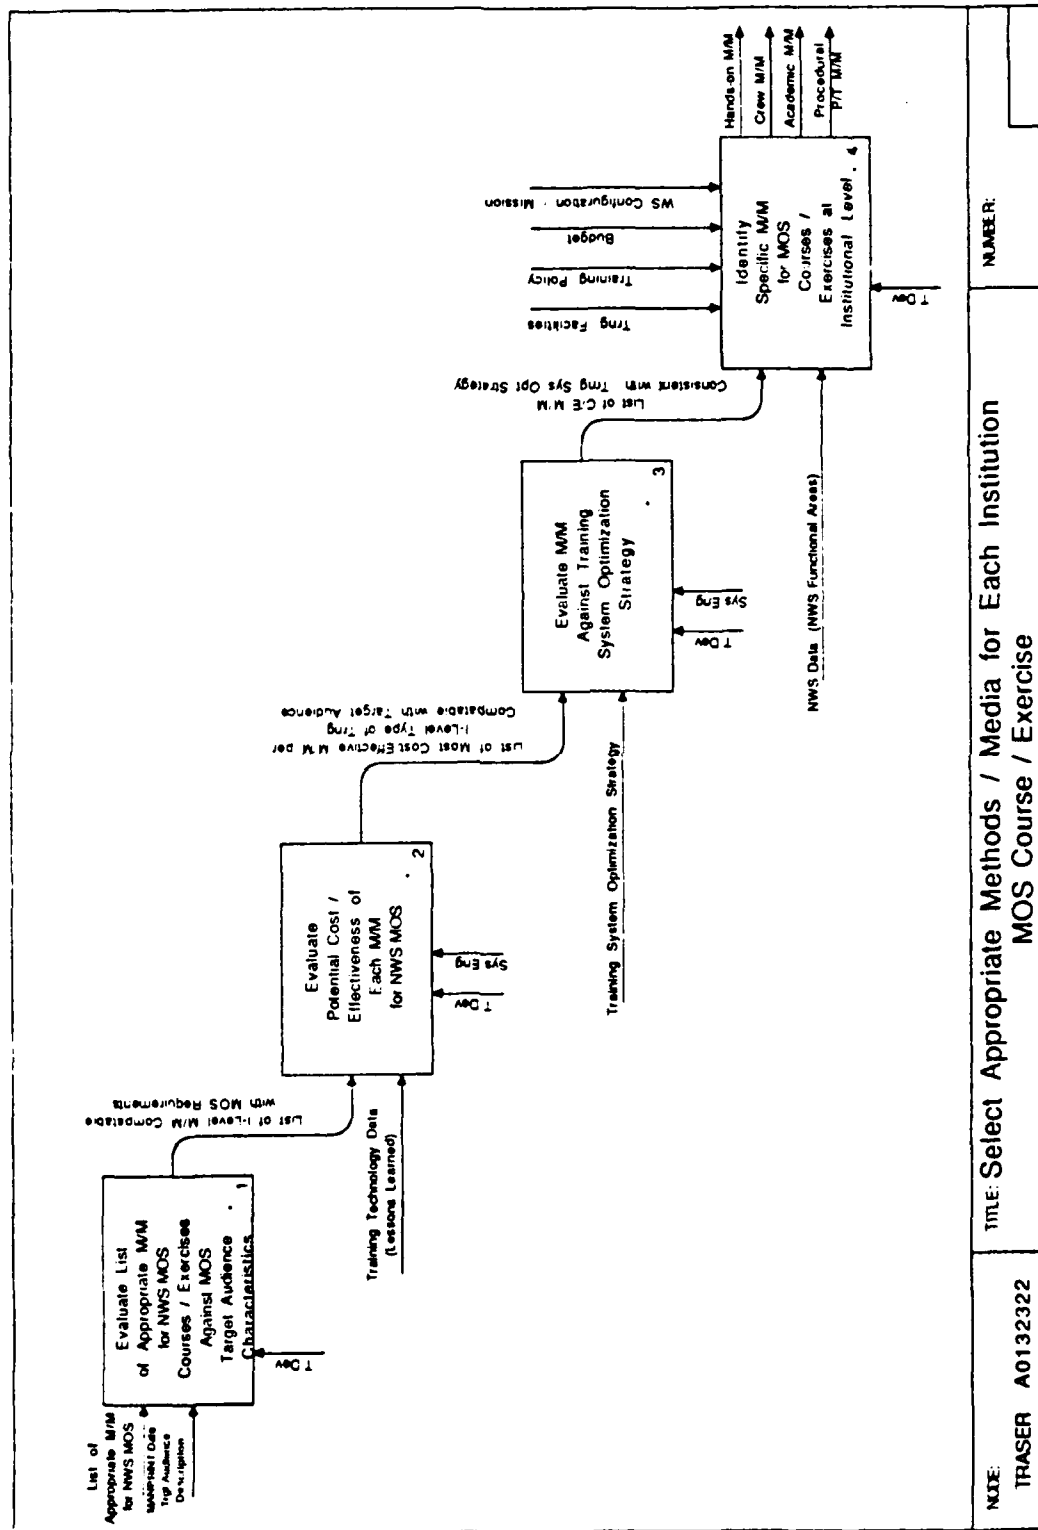 List of
Appropriate M/M
for NWS MOS
MANPRINT Data
Trgt Audience
Description
Evaluate List
of Appropriate M/M
for NWS MOS
Courses / Exercises
Against MOS
Target Audience
Characteristics
1
T Dev
List of I-Level M/M Compatable
with MOS Requirements
Training Technology Data
(Lessons Learned)
Evaluate
Potential Cost /
Effectiveness of
Each M/M
for NWS MOS
2
T Dev
Sys Eng
List of Most Cost Effective M/M per
I-Level Type of Trng
Compatable with Target Audience
Training System Optimization Strategy
Evaluate M/M
Against Training
System Optimization
Strategy
3
T Dev
Sys Eng
List of C/E M/M
Consistent with Trng Sys Opt Strategy
NWS Data (NWS Functional Areas)
Trng Facilities
Training Policy
Budget
WS Configuration - Mission
Identify
Specific M/M
for MOS
Courses /
Exercises at
Institutional Level
4
T Dev
Hands-on M/M
Crew M/M
Academic M/M
Procedural
P/T M/M
NODE:
TRASER A0132322
TITLE: Select Appropriate Methods / Media for Each Institution
MOS Course / Exercise
NUMBER: